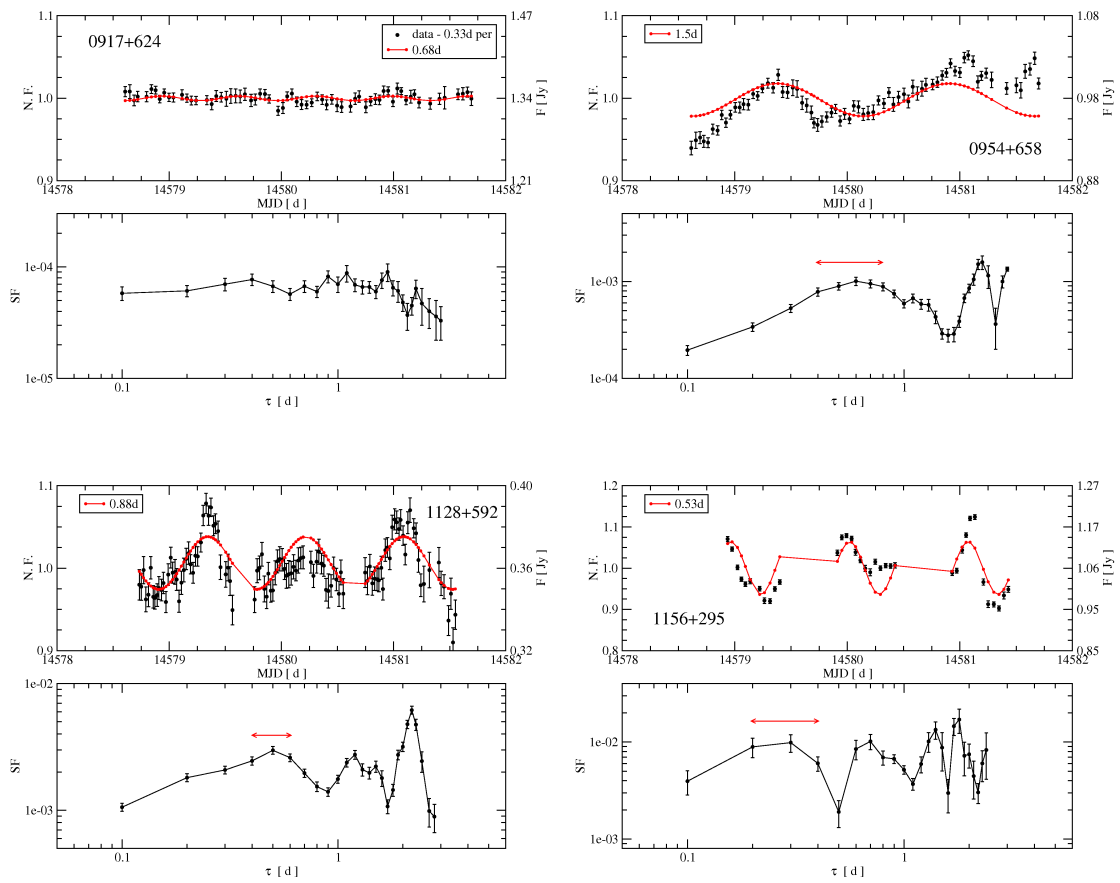 1.1 1.47
0917+624
data - 0.33d per
0.68d
N. F.
1.0 1.34
F [ Jy ]
0.9 1.21
14578 14579 14580 14581 14582
MJD [ d ]
1e-04
SF
1e-05
0.1 1
τ [ d ]
1.1 1.08
1.5d
N. F.
1.0 0.98
F [ Jy ]
0954+658
0.9 0.88
14578 14579 14580 14581 14582
MJD [ d ]
1e-03
SF
1e-04
0.1 1
τ [ d ]
1.1 0.40
0.88d
1128+592
N. F.
1.0 0.36
F [ Jy ]
0.9 0.32
14578 14579 14580 14581 14582
MJD [ d ]
1e-02
SF
1e-03
0.1 1
τ [ d ]
1.2 1.27
0.53d
1.1 1.17
N. F.
1.0 1.06
F [ Jy ]
0.9 0.95
1156+295
0.8 0.85
14578 14579 14580 14581 14582
MJD [ d ]
1e-02
SF
1e-03
0.1 1
τ [ d ]